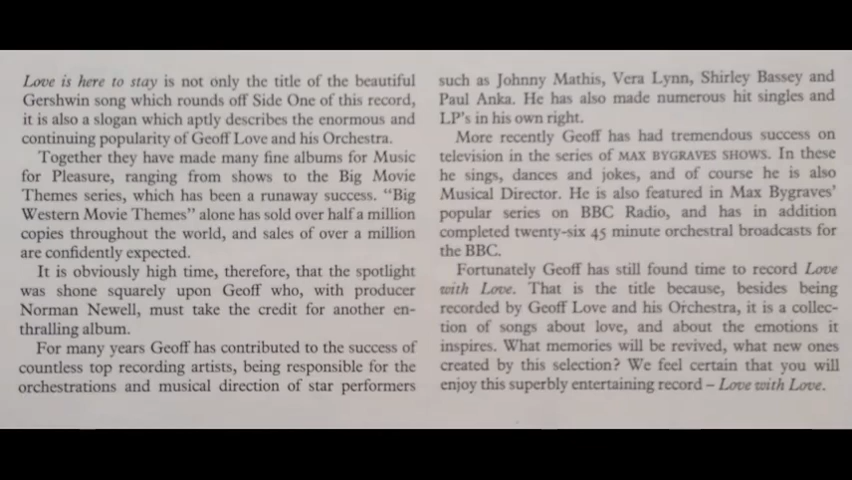 Love is here to stay is not only the title of the beautiful
Gershwin song which rounds off Side One of this record,
it is also a slogan which aptly describes the enormous and
continuing popularity of Geoff Love and his Orchestra.
Together they have made many fine albums for Music
for Pleasure, ranging from shows to the Big Movie
Themes series, which has been a runaway success. “Big
Western Movie Themes” alone has sold over half a million
copies throughout the world, and sales of over a million
are confidently expected.
It is obviously high time, therefore, that the spotlight
was shone squarely upon Geoff who, with producer
Norman Newell, must take the credit for another en-
thralling album.
For many years Geoff has contributed to the success of
countless top recording artists, being responsible for the
orchestrations and musical direction of star performers
such as Johnny Mathis, Vera Lynn, Shirley Bassey and
Paul Anka. He has also made numerous hit singles and
LP's in his own right.
More recently Geoff has had tremendous success on
television in the series of MAX BYGRAVES SHOWS. In these
he sings, dances and jokes, and of course he is also
Musical Director. He is also featured in Max Bygraves'
popular series on BBC Radio, and has in addition
completed twenty-six 45 minute orchestral broadcasts for
the BBC.
Fortunately Geoff has still found time to record Love
with Love. That is the title because, besides being
recorded by Geoff Love and his Orchestra, it is a collec-
tion of songs about love, and about the emotions it
inspires. What memories will be revived, what new ones
created by this selection? We feel certain that you will
enjoy this superbly entertaining record – Love with Love.